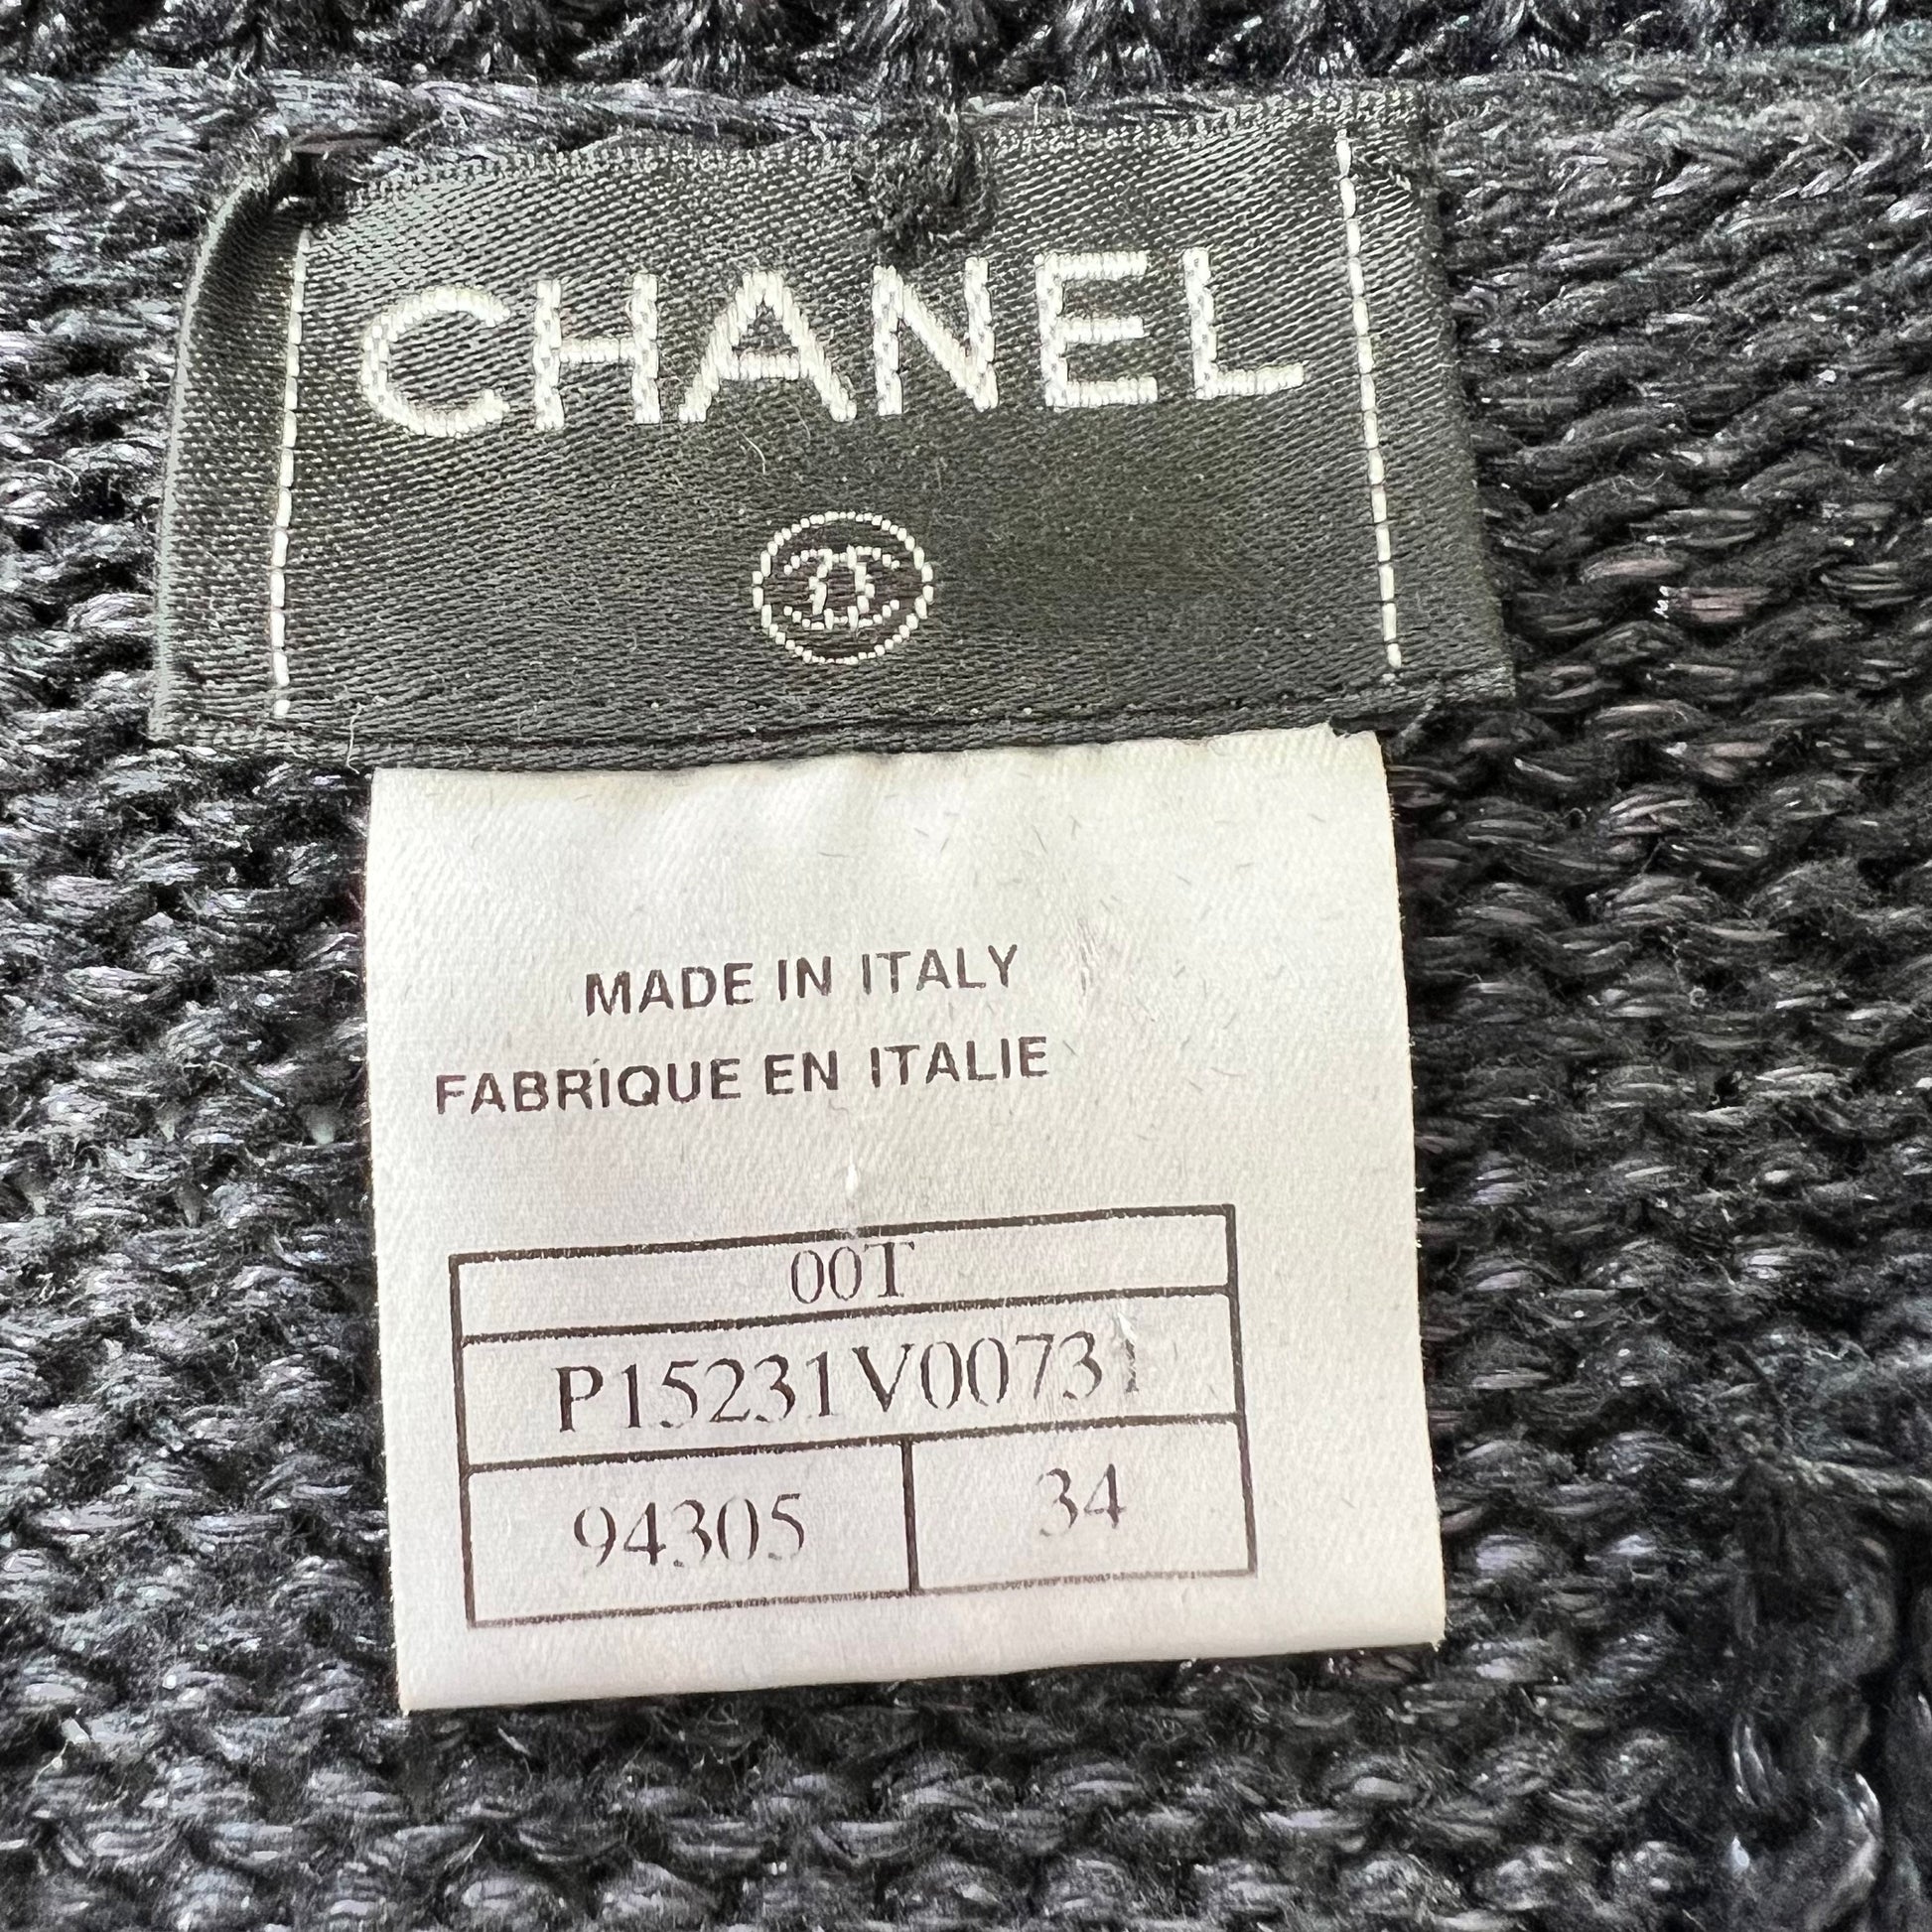 CHANEL
MADE IN ITALY
FABRIQUE EN ITALIE
00T
P15231V00731
94305 34